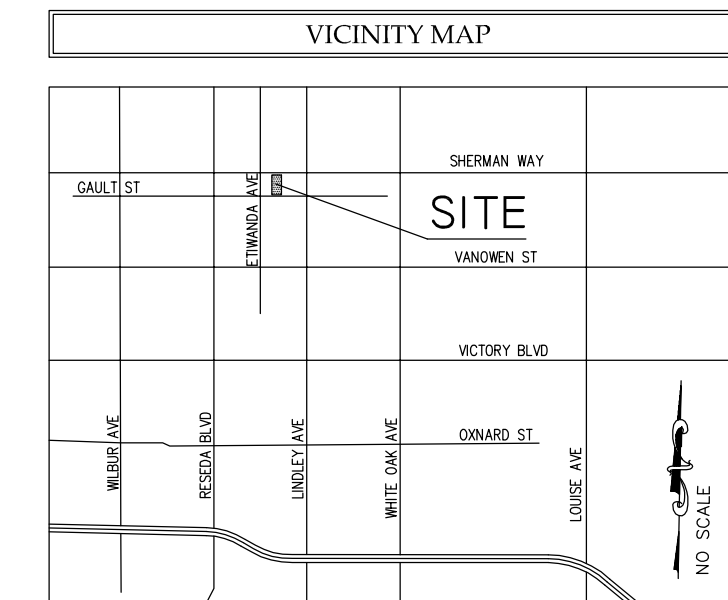 VICINITY MAP
SHERMAN WAY
GAULT ST
ETIWANDA AVE
SITE
VANOWEN ST
VICTORY BLVD
OXNARD ST
WILBUR AVE
RESEDA BLVD
LINDLEY AVE
WHITE OAK AVE
LOUISE AVE
NO SCALE